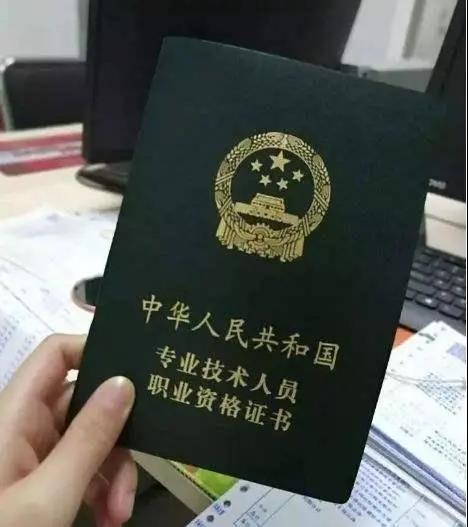 中华人民共和国
专业技术人员
职业资格证书